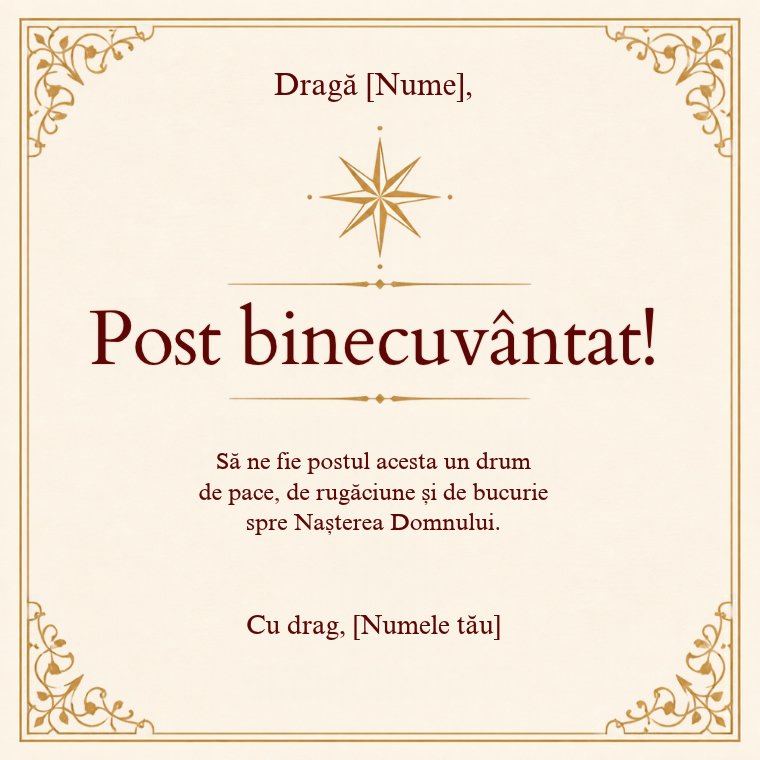 Dragă [Nume],
Post binecuvântat!
Să ne fie postul acesta un drum
de pace, de rugăciune și de bucurie
spre Nașterea Domnului.
Cu drag, [Numele tău]